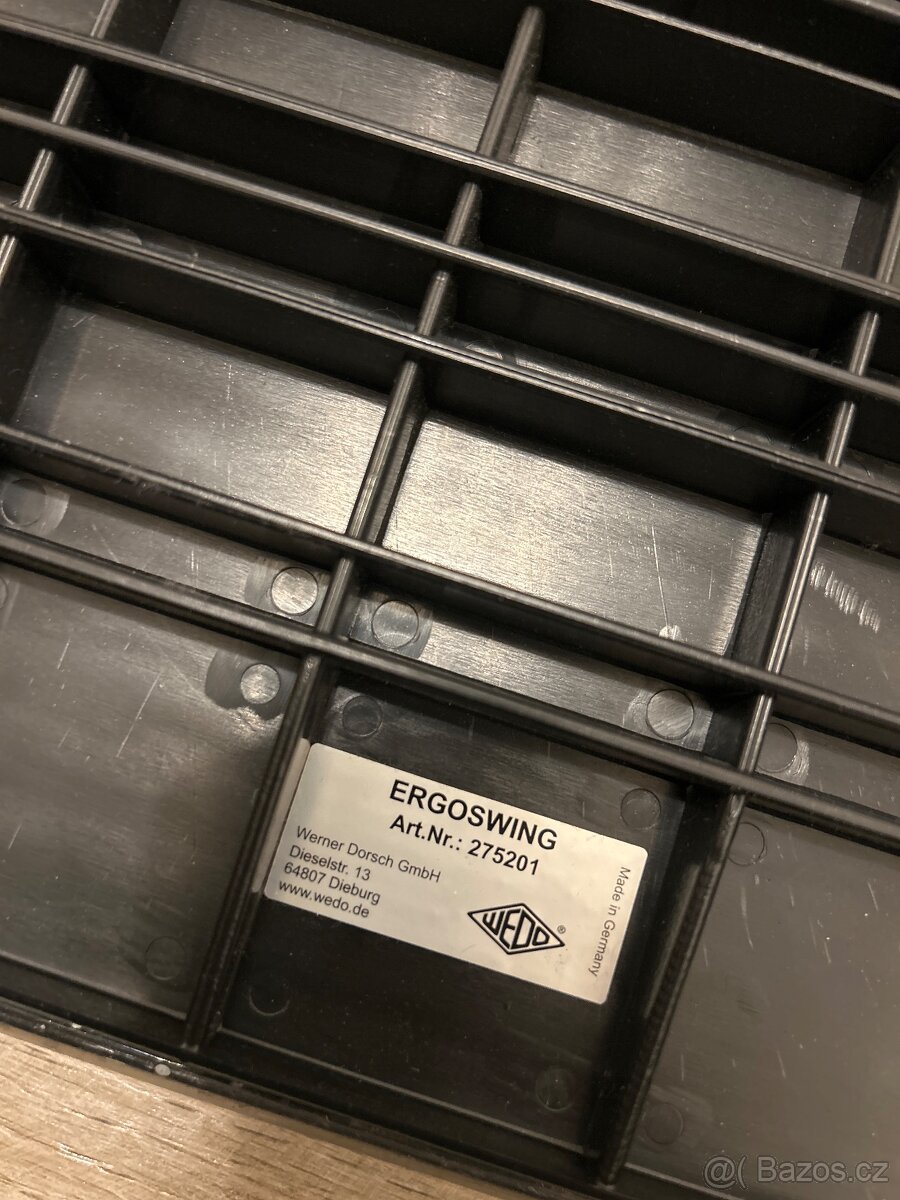 ERGOSWING
Art.Nr.: 275201
Werner Dorsch GmbH
Dieselstr. 13
64807 Dieburg
www.wedo.de
WEDO®
Made in Germany
@( Bazos.cz